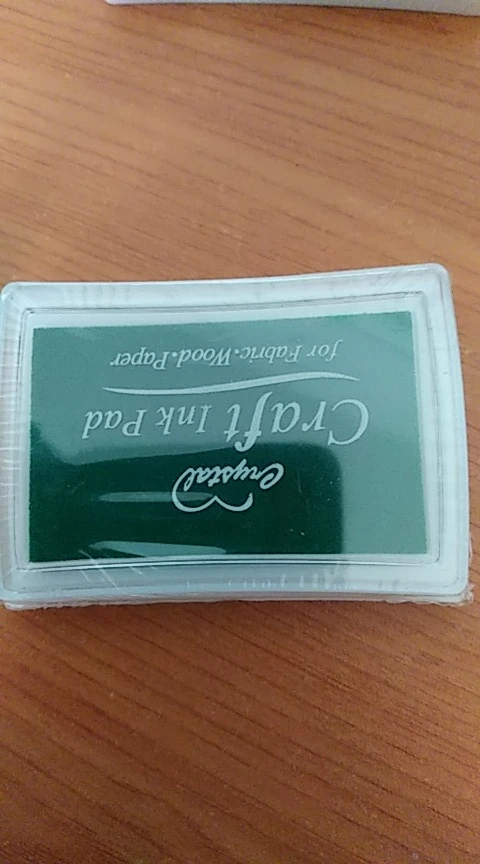 Crystal
Craft Ink Pad
for Fabric.Wood.Paper